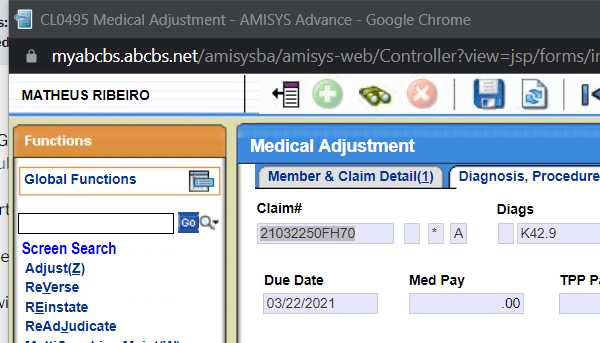 CL0495 Medical Adjustment - AMISYS Advance - Google Chrome
myabcbs.abcbs.net/amisysba/amisys-web/Controller?view=jsp/forms/in
MATHEUS RIBEIRO
Functions
Global Functions
Go
Screen Search
Adjust(Z)
ReVerse
REinstate
ReAdJudicate
Medical Adjustment
Member & Claim Detail(1)
Diagnosis, Procedure
Claim# Diags
21032250FH70 * A K42.9
Due Date Med Pay TPP Pa
03/22/2021 .00